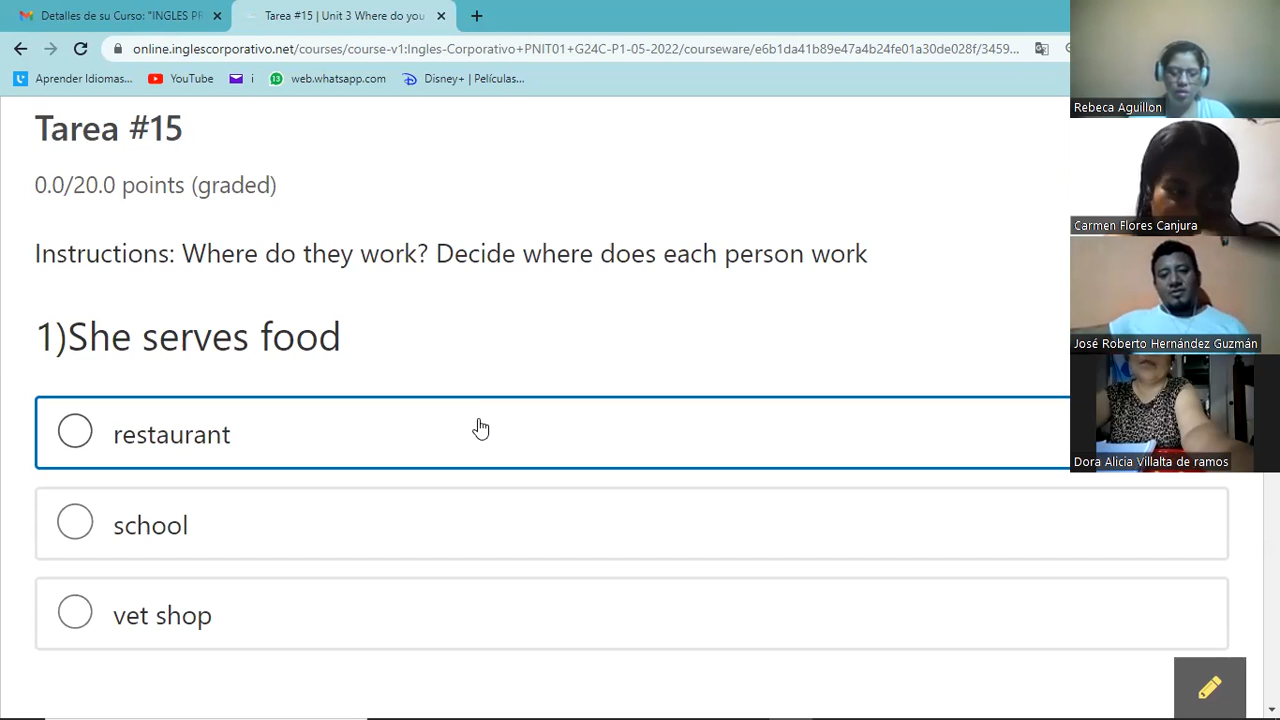 Detalles de su Curso: "INGLES PR
Tarea #15 | Unit 3 Where do you
online.inglescorporativo.net/courses/course-v1:Ingles-Corporativo+PNIT01+G24C-P1-05-2022/courseware/e6b1da41b89e47a4b24fe01a30de028f/3459...
Aprender Idiomas...
YouTube
i
13
web.whatsapp.com
Disney+ | Películas,...
Tarea #15
0.0/20.0 points (graded)
Instructions: Where do they work? Decide where does each person work
1)She serves food
restaurant
school
vet shop
Rebeca Aguillon
Carmen Flores Canjura
José Roberto Hernández Guzmán
Dora Alicia Villalta de ramos